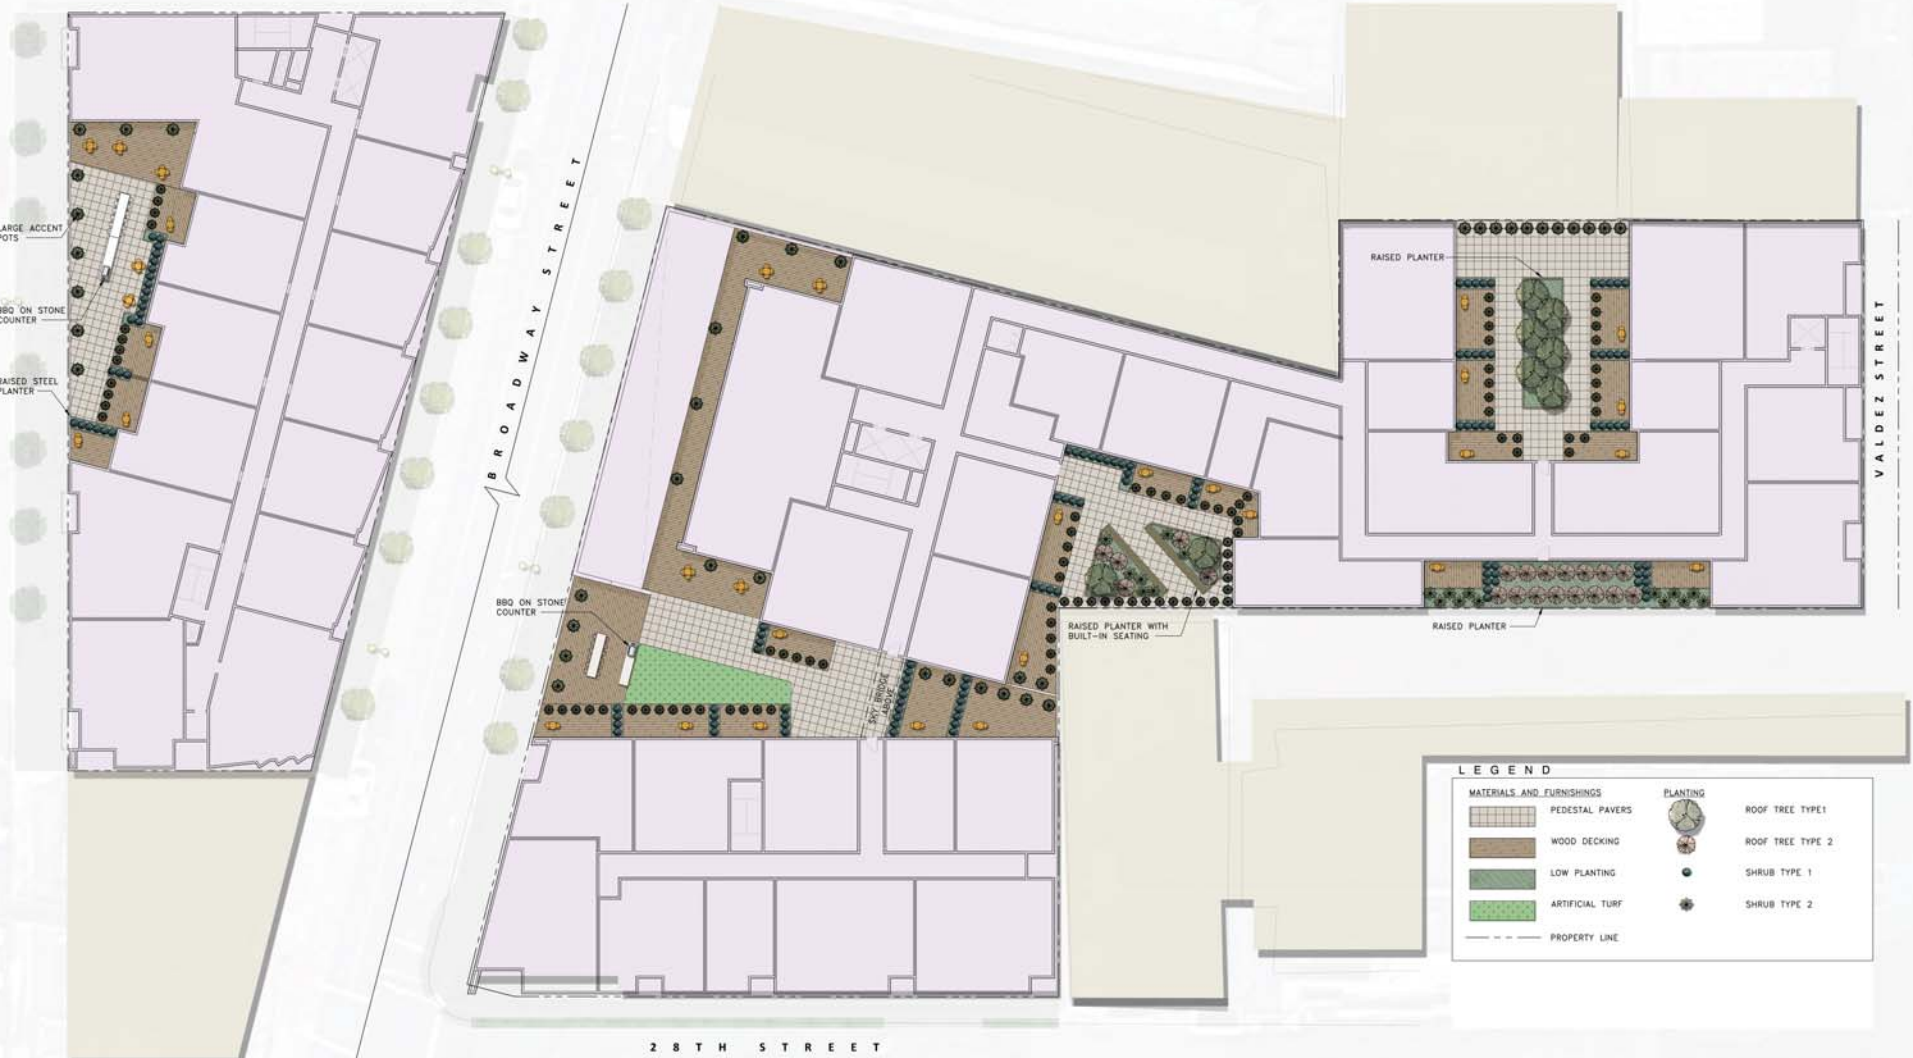 LARGE ACCENT
POTS
BBQ ON STONE
COUNTER
RAISED STEEL
PLANTER
BROADWAY STREET
BBQ ON STONE
COUNTER
SKY BRIDGE
ABOVE
RAISED PLANTER WITH
BUILT-IN SEATING
RAISED PLANTER
RAISED PLANTER
VALDEZ STREET
28TH STREET
LEGEND
MATERIALS AND FURNISHINGS
PEDESTAL PAVERS
WOOD DECKING
LOW PLANTING
ARTIFICIAL TURF
PROPERTY LINE
PLANTING
ROOF TREE TYPE1
ROOF TREE TYPE 2
SHRUB TYPE 1
SHRUB TYPE 2